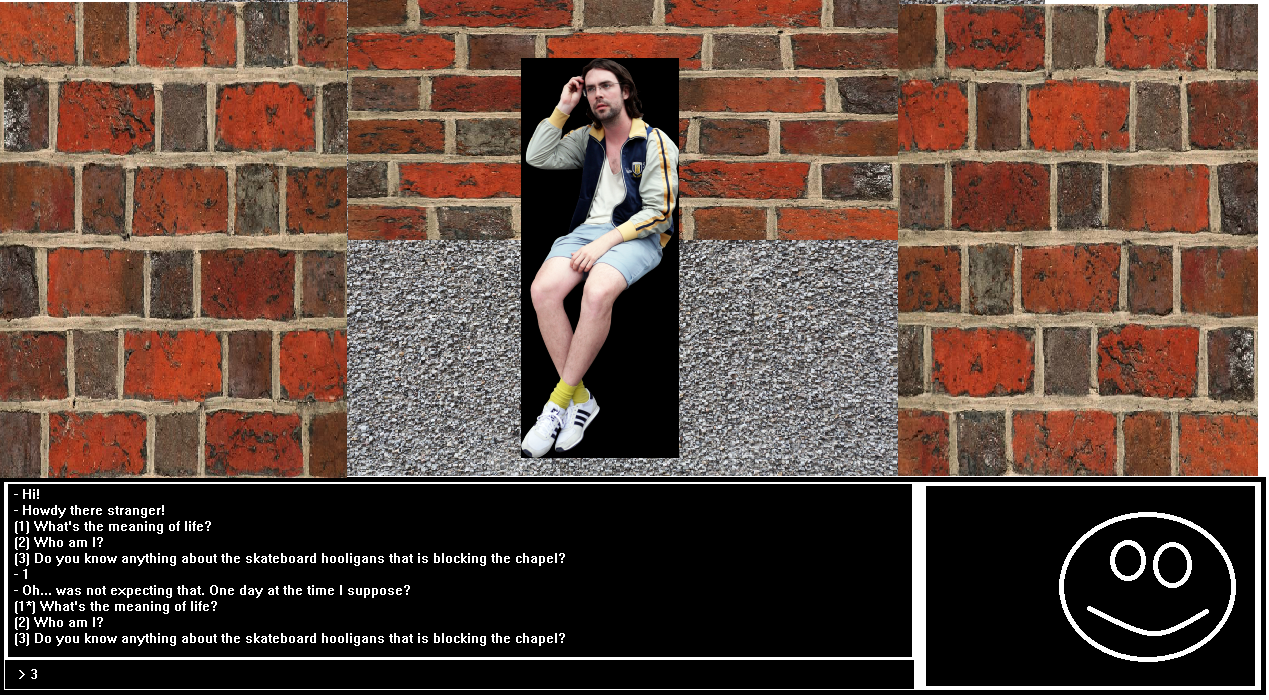 - Hi!
- Howdy there stranger!
(1) What's the meaning of life?
(2) Who am I?
(3) Do you know anything about the skateboard hooligans that is blocking the chapel?
- 1
- Oh... was not expecting that. One day at the time I suppose?
(1*) What's the meaning of life?
(2) Who am I?
(3) Do you know anything about the skateboard hooligans that is blocking the chapel?
> 3